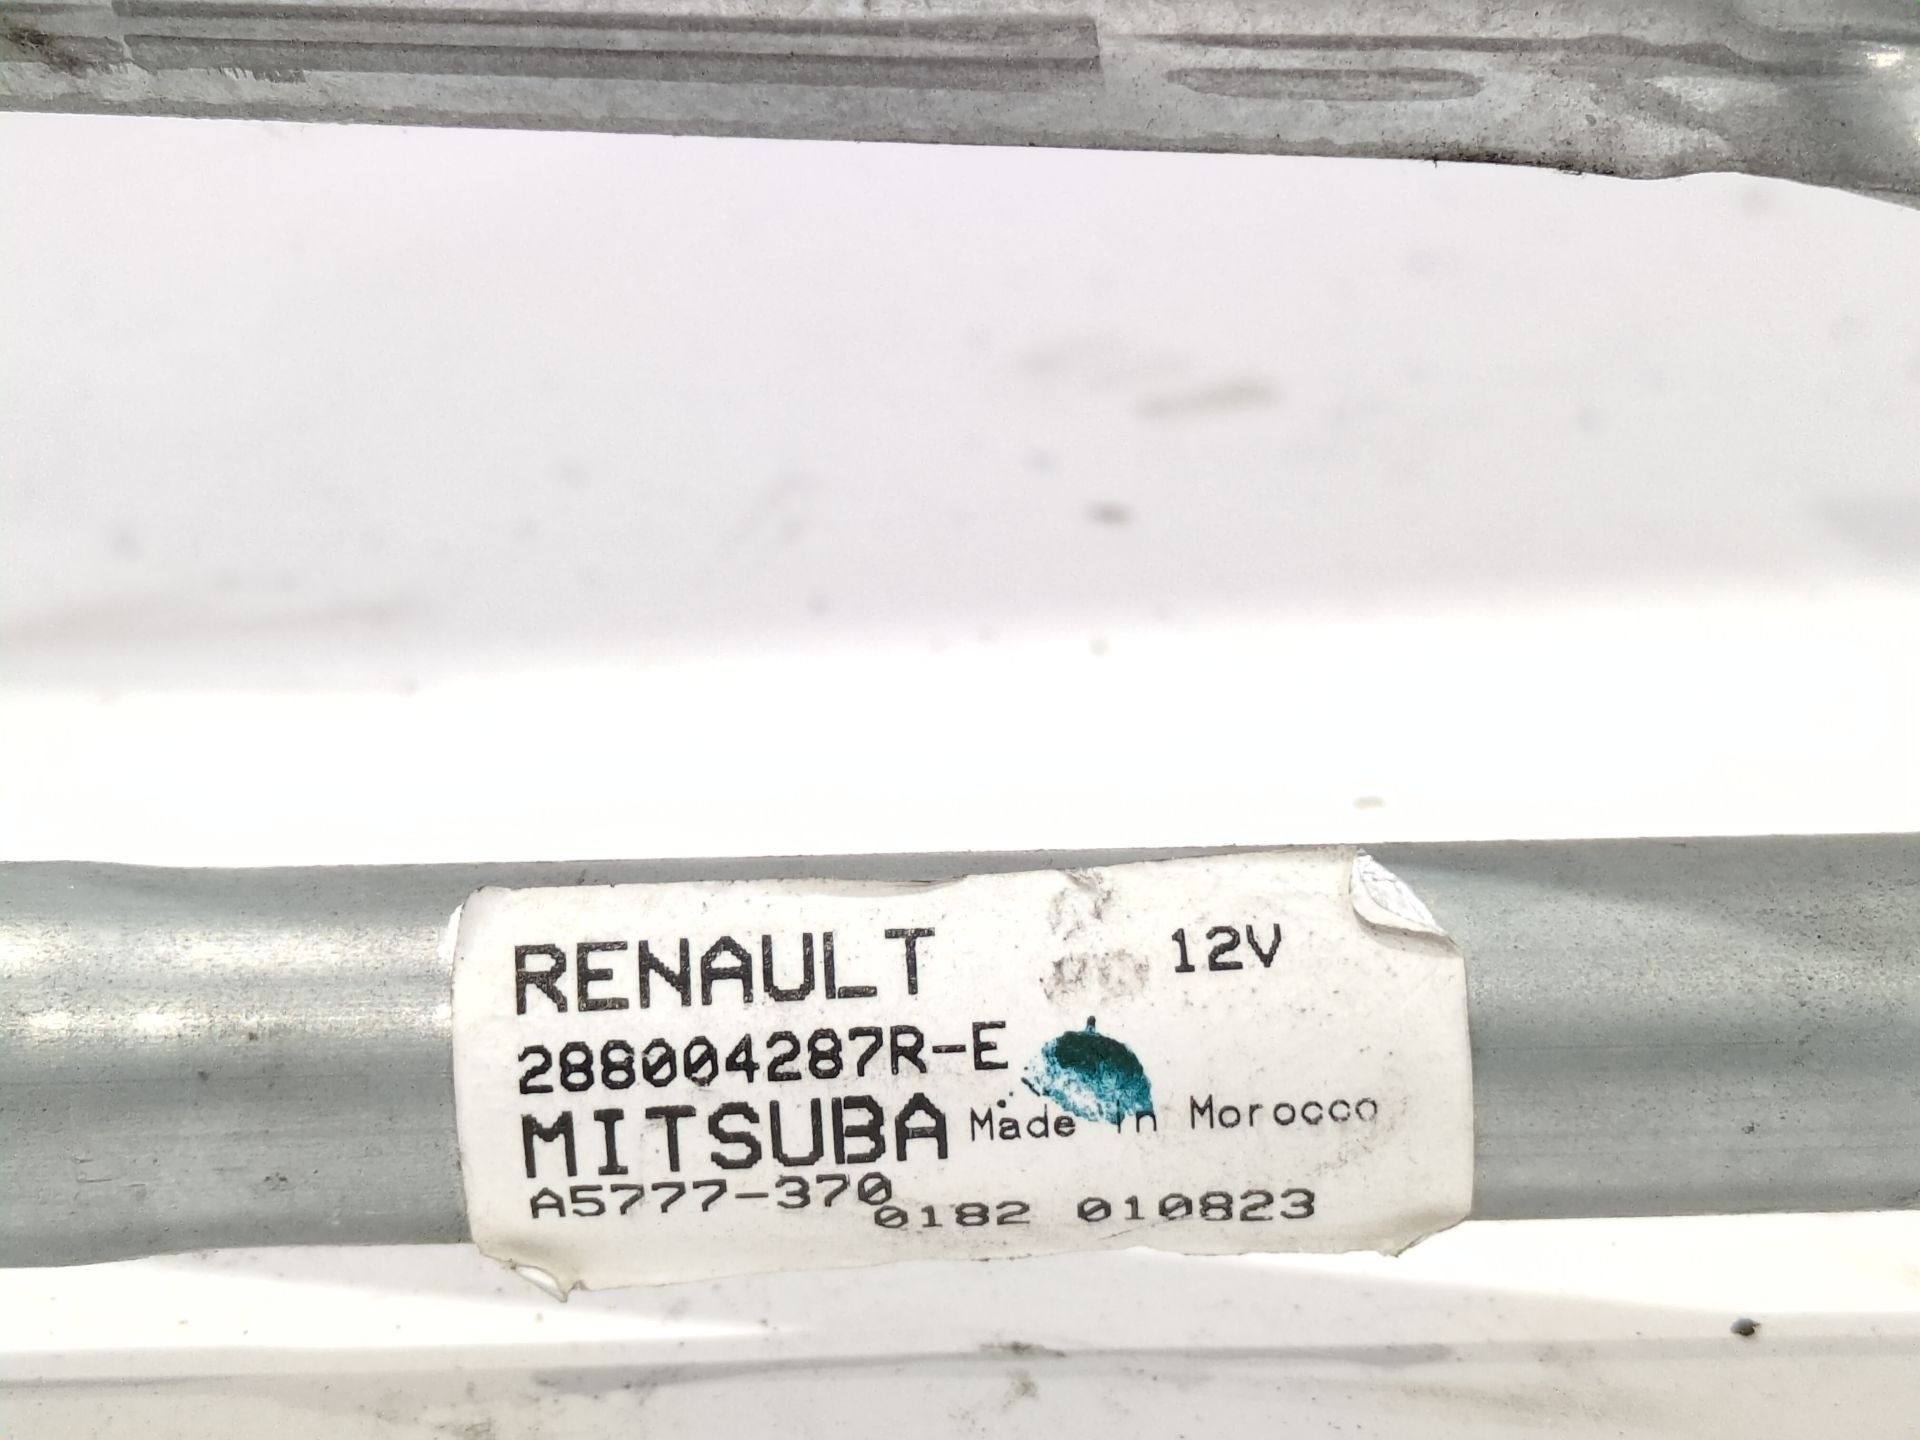 RENAULT 12V
288004287R-E
MITSUBA Made in Morocco
A5777-370
0182 010823